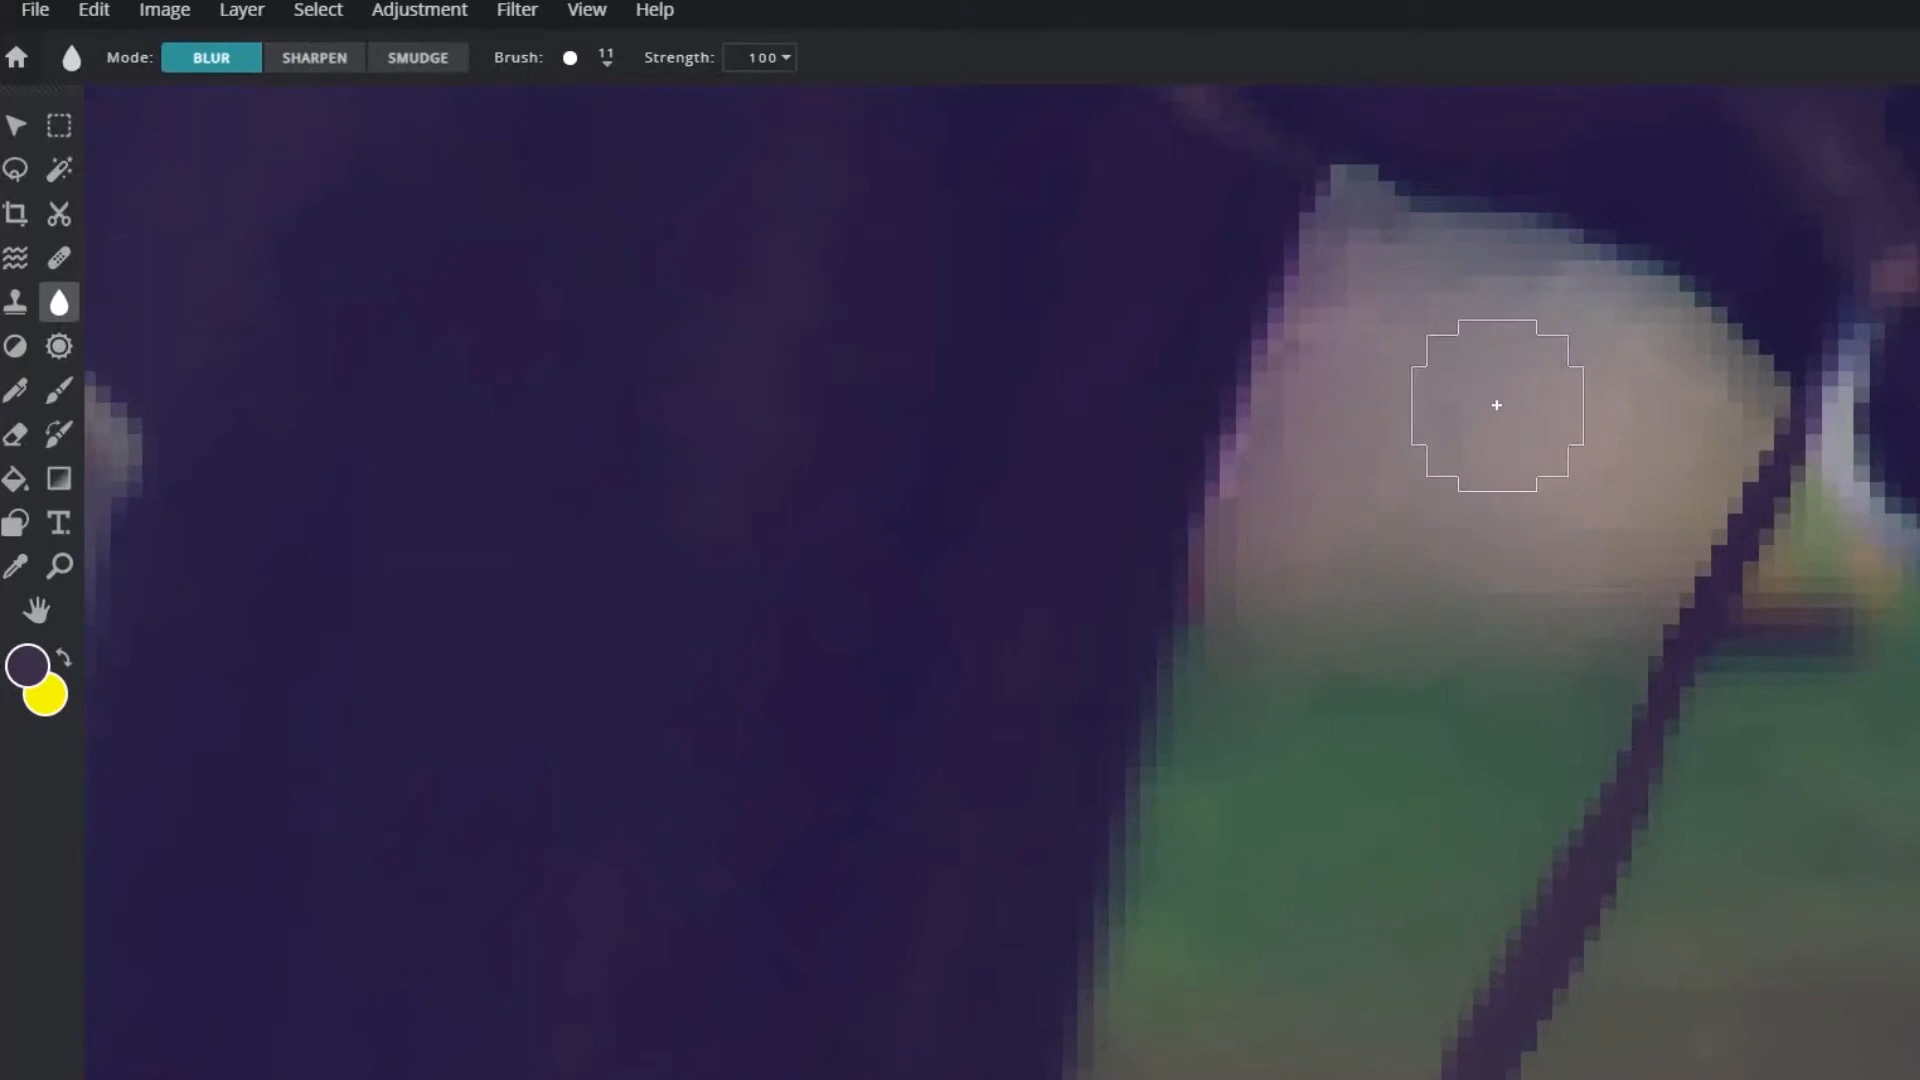 File Edit Image Layer Select Adjustment Filter View Help
Mode: BLUR SHARPEN SMUDGE Brush: 11 Strength: 100
T